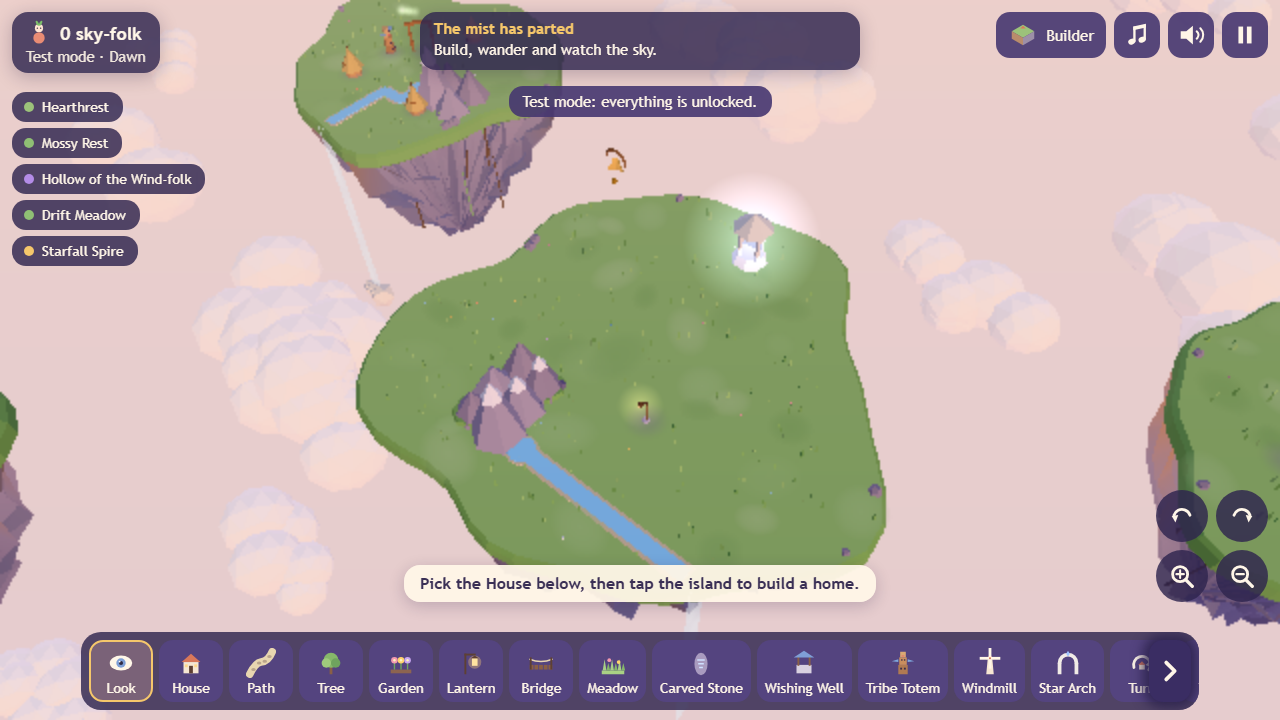 0 sky-folk
Test mode · Dawn
The mist has parted
Build, wander and watch the sky.
Builder
Test mode: everything is unlocked.
Hearthrest
Mossy Rest
Hollow of the Wind-folk
Drift Meadow
Starfall Spire
Pick the House below, then tap the island to build a home.
Look
House
Path
Tree
Garden
Lantern
Bridge
Meadow
Carved Stone
Wishing Well
Tribe Totem
Windmill
Star Arch